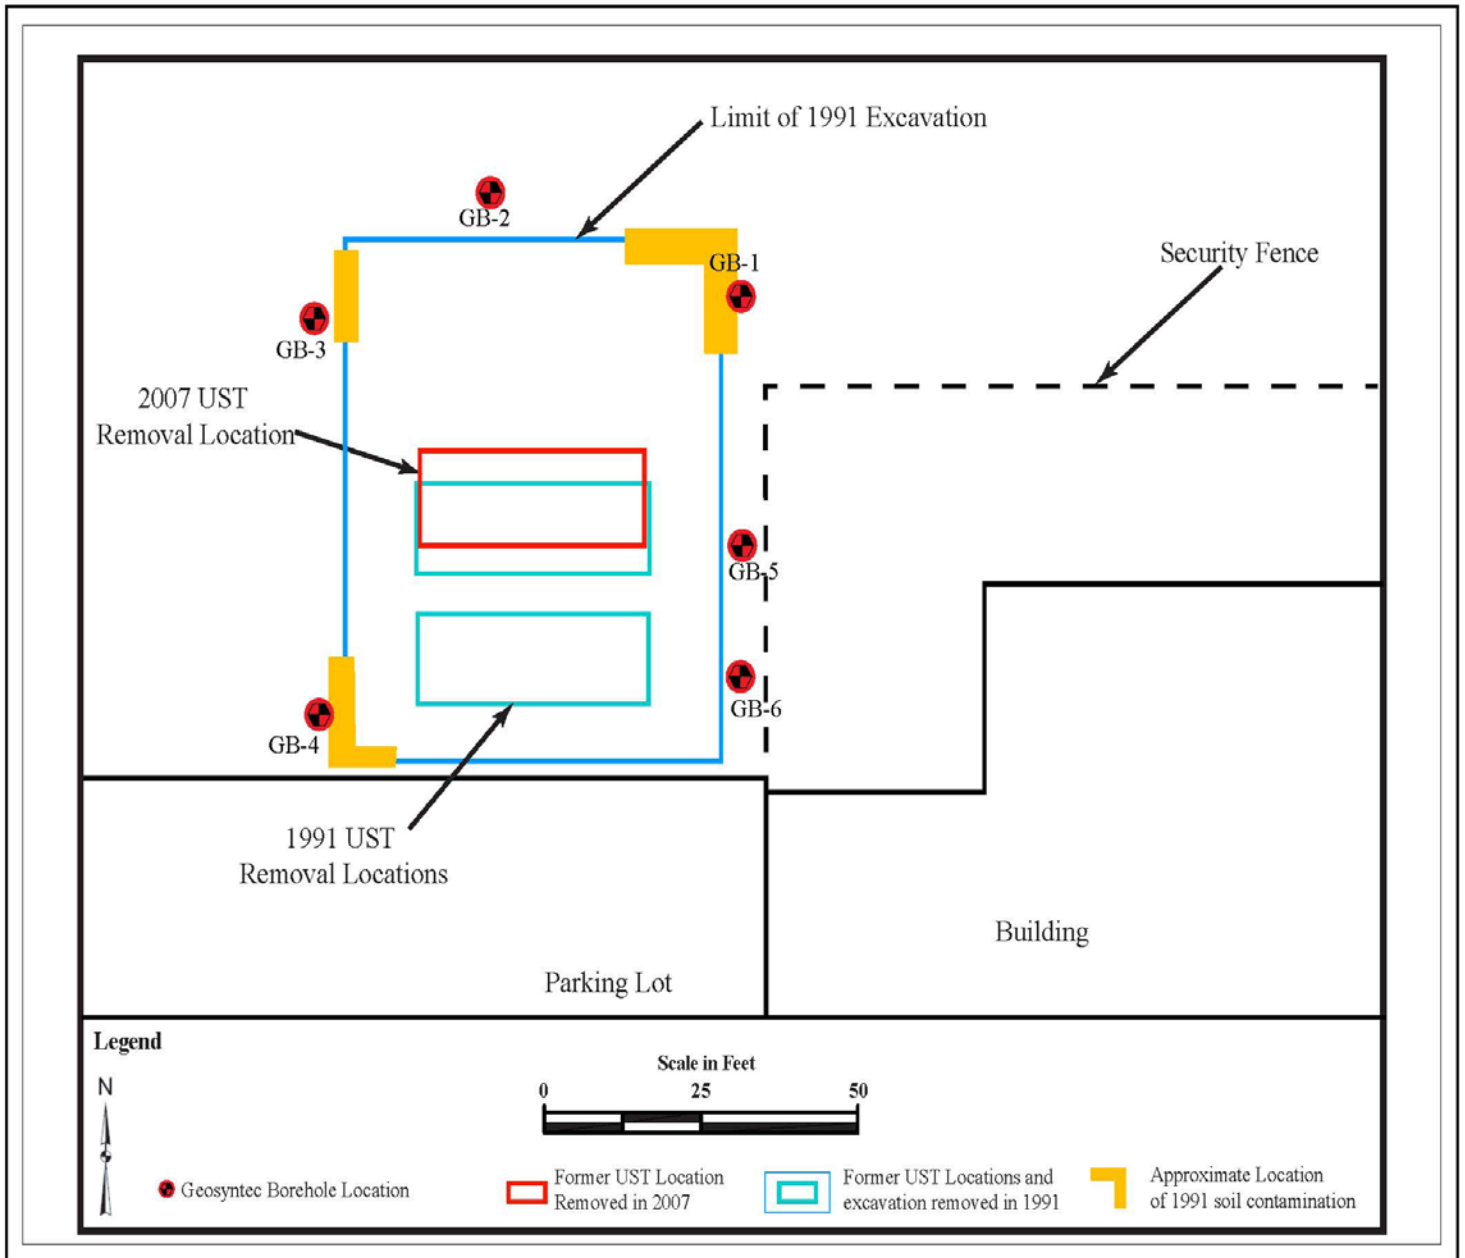 Limit of 1991 Excavation
GB-2
GB-1
Security Fence
GB-3
2007 UST
Removal Location
GB-5
GB-6
GB-4
1991 UST
Removal Locations
Building
Parking Lot
Legend
N
Scale in Feet
0 25 50
Geosyntec Borehole Location
Former UST Location
Removed in 2007
Former UST Locations and
excavation removed in 1991
Approximate Location
of 1991 soil contamination